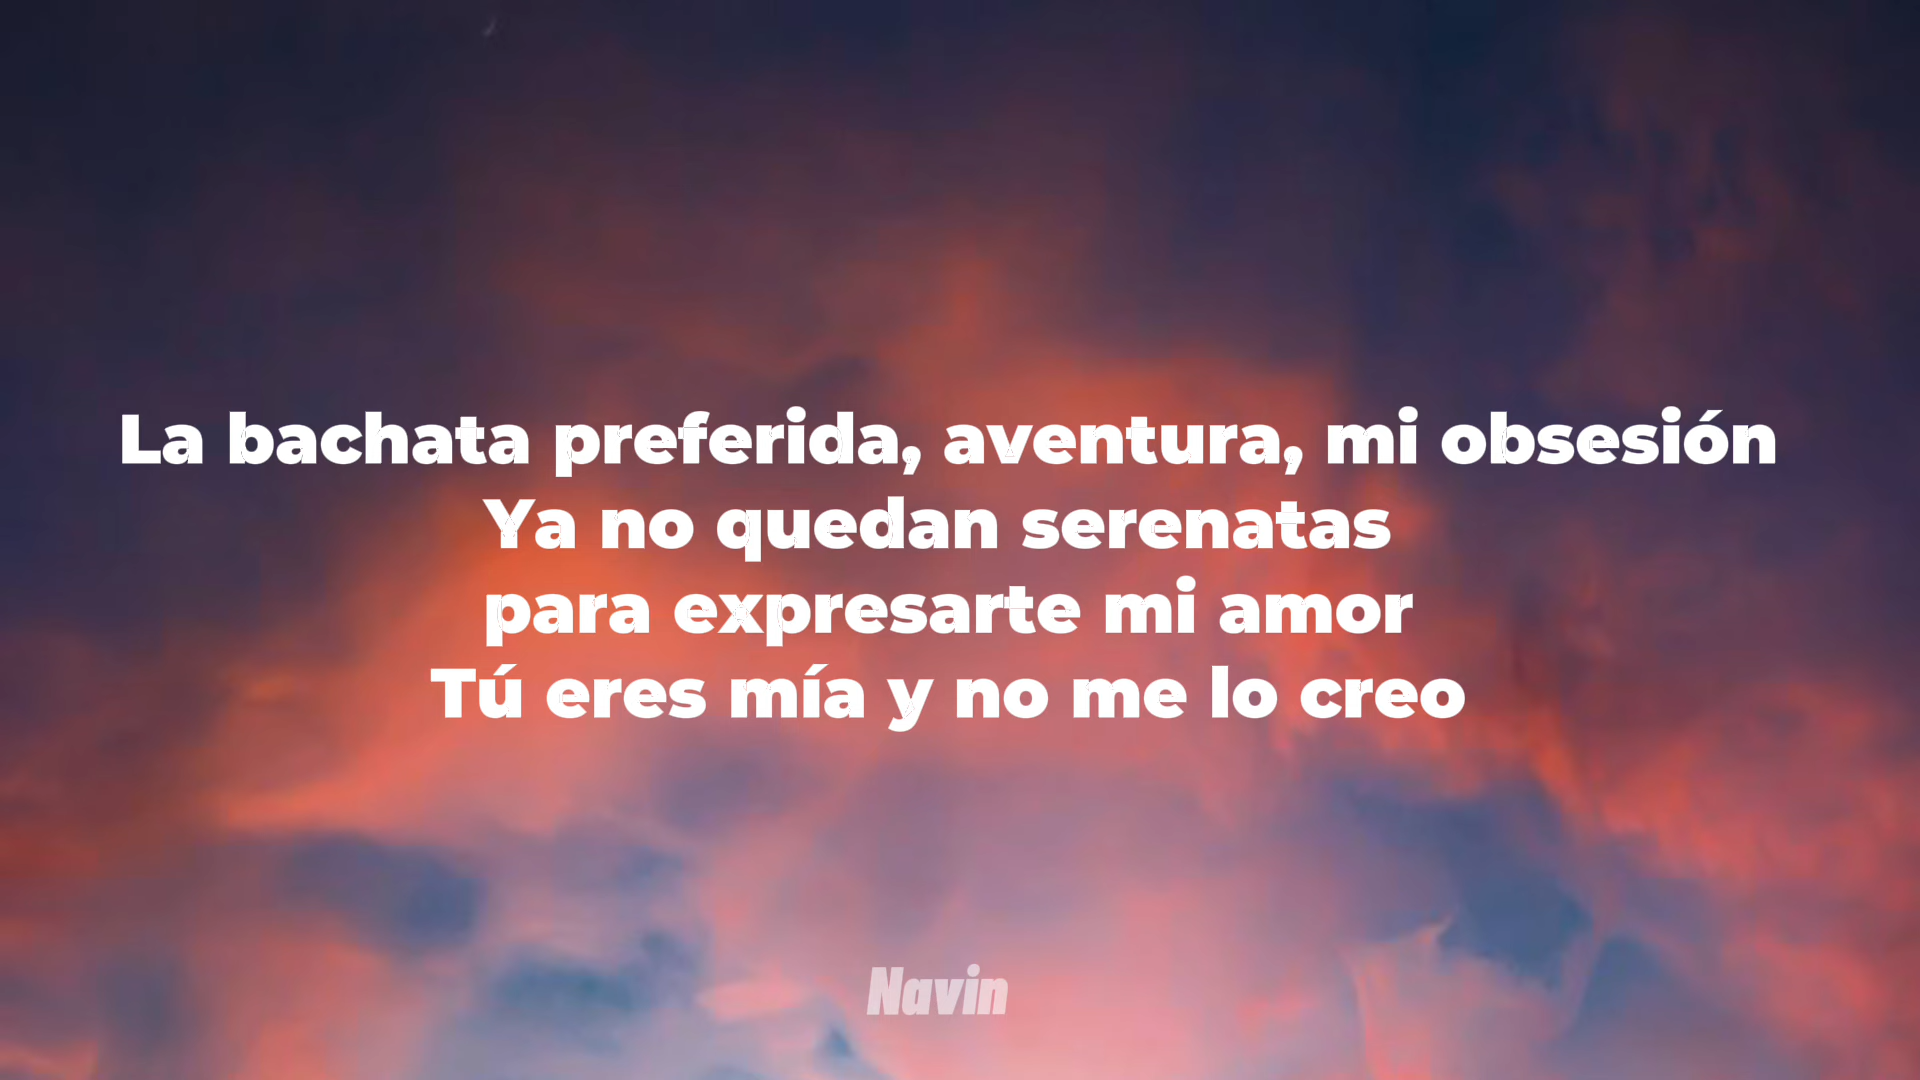 La bachata preferida, aventura, mi obsesión
Ya no quedan serenatas
para expresarte mi amor
Tú eres mía y no me lo creo
Navin